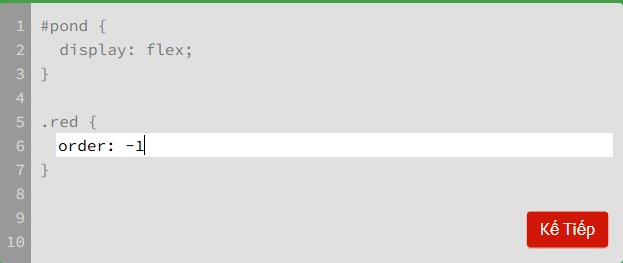 1 #pond {
2 display: flex;
3 }
4
5 .red {
6 order: -1
7 }
8
9
10
Kế Tiếp